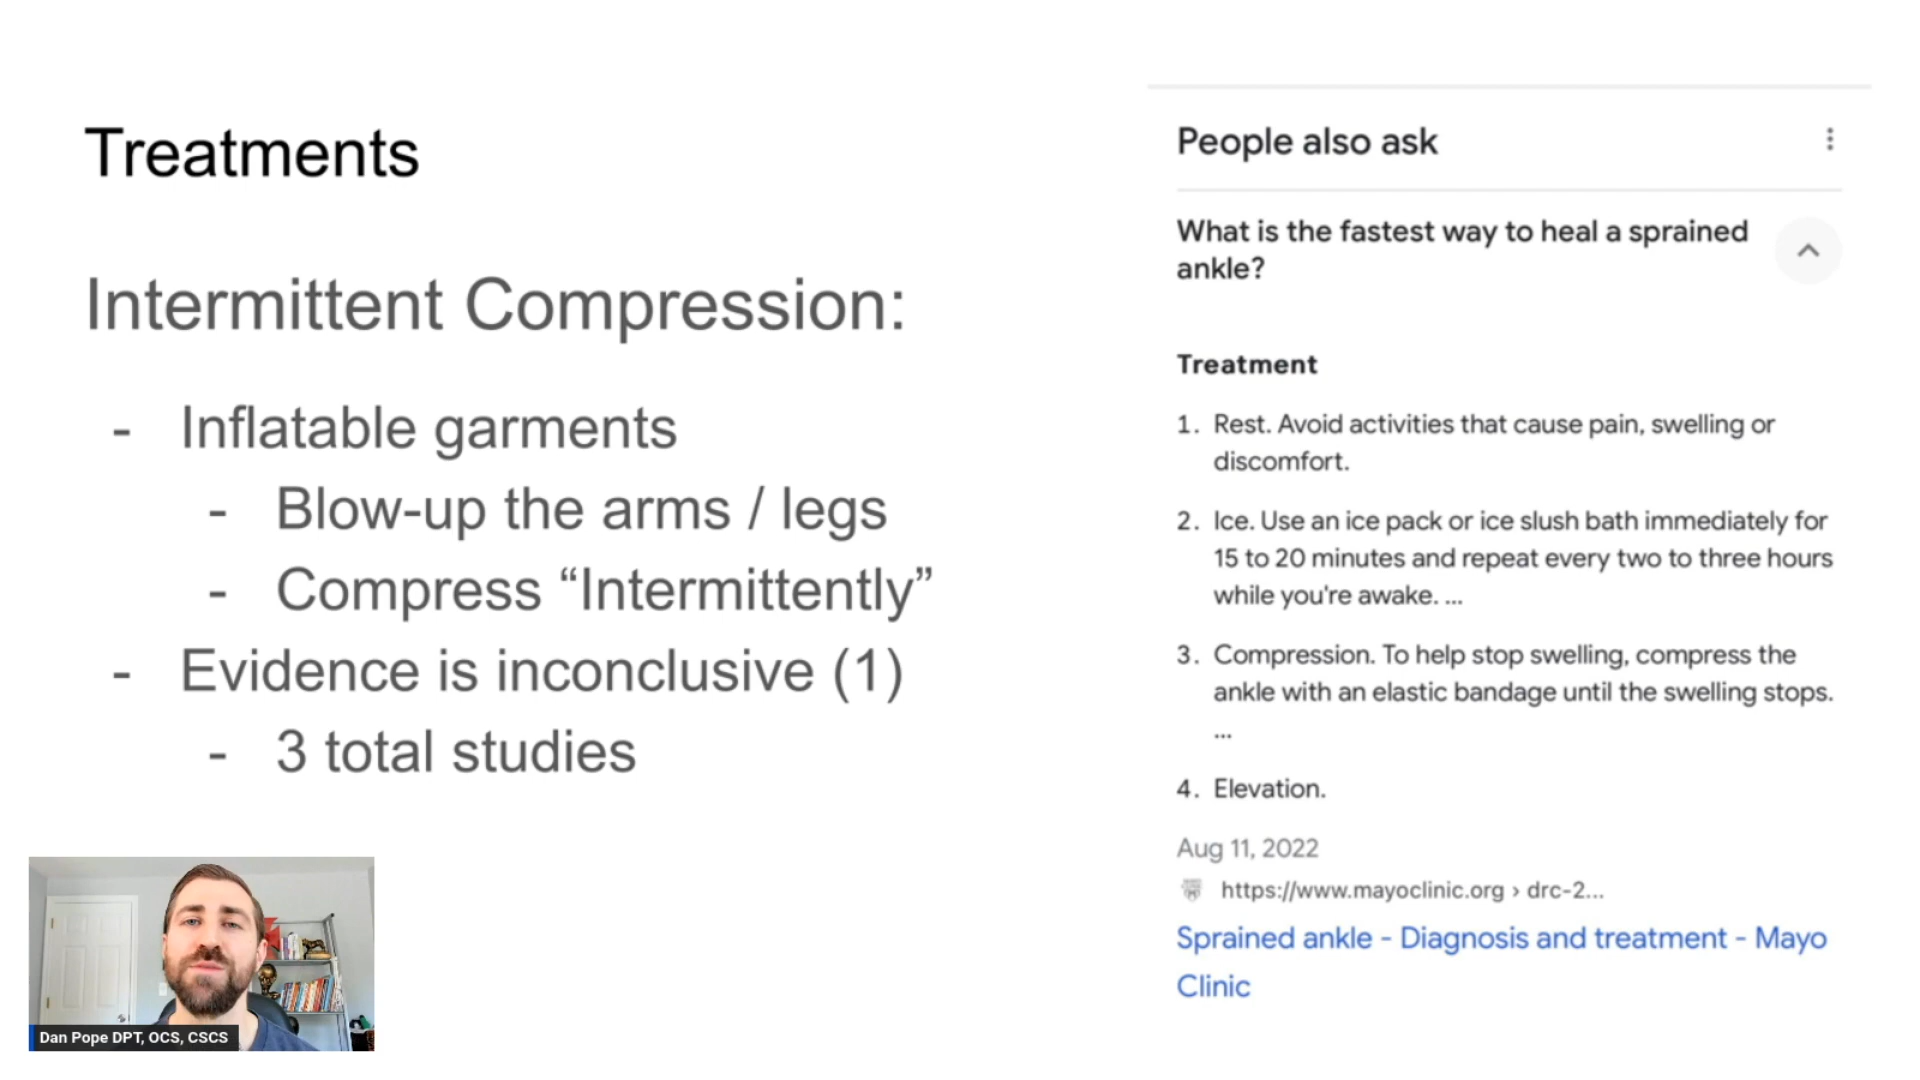 Treatments
Intermittent Compression:
- Inflatable garments
- Blow-up the arms / legs
- Compress “Intermittently”
- Evidence is inconclusive (1)
- 3 total studies
Dan Pope DPT, OCS, CSCS
People also ask
What is the fastest way to heal a sprained
ankle?
Treatment
1. Rest. Avoid activities that cause pain, swelling or
discomfort.
2. Ice. Use an ice pack or ice slush bath immediately for
15 to 20 minutes and repeat every two to three hours
while you're awake. ...
3. Compression. To help stop swelling, compress the
ankle with an elastic bandage until the swelling stops.
...
4. Elevation.
Aug 11, 2022
https://www.mayoclinic.org › drc-2...
Sprained ankle - Diagnosis and treatment - Mayo
Clinic